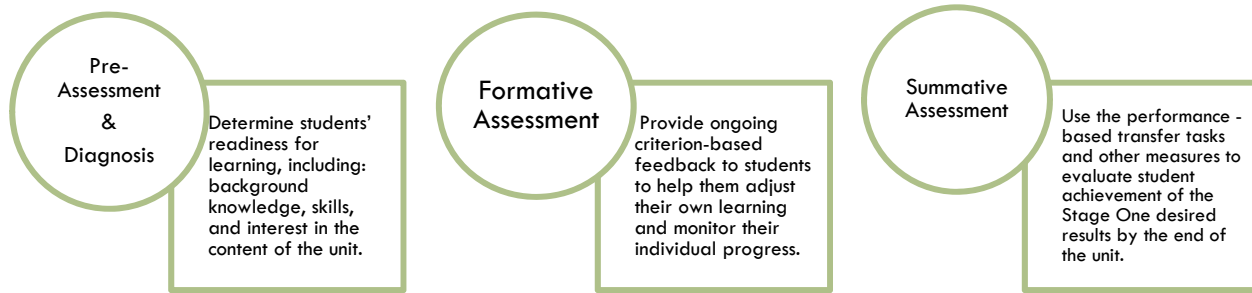 Pre-
Assessment
&
Diagnosis
Determine students’
readiness for
learning, including:
background
knowledge, skills,
and interest in the
content of the unit.
Formative
Assessment
Provide ongoing
criterion-based
feedback to students
to help them adjust
their own learning
and monitor their
individual progress.
Summative
Assessment
Use the performance -
based transfer tasks
and other measures to
evaluate student
achievement of the
Stage One desired
results by the end of
the unit.